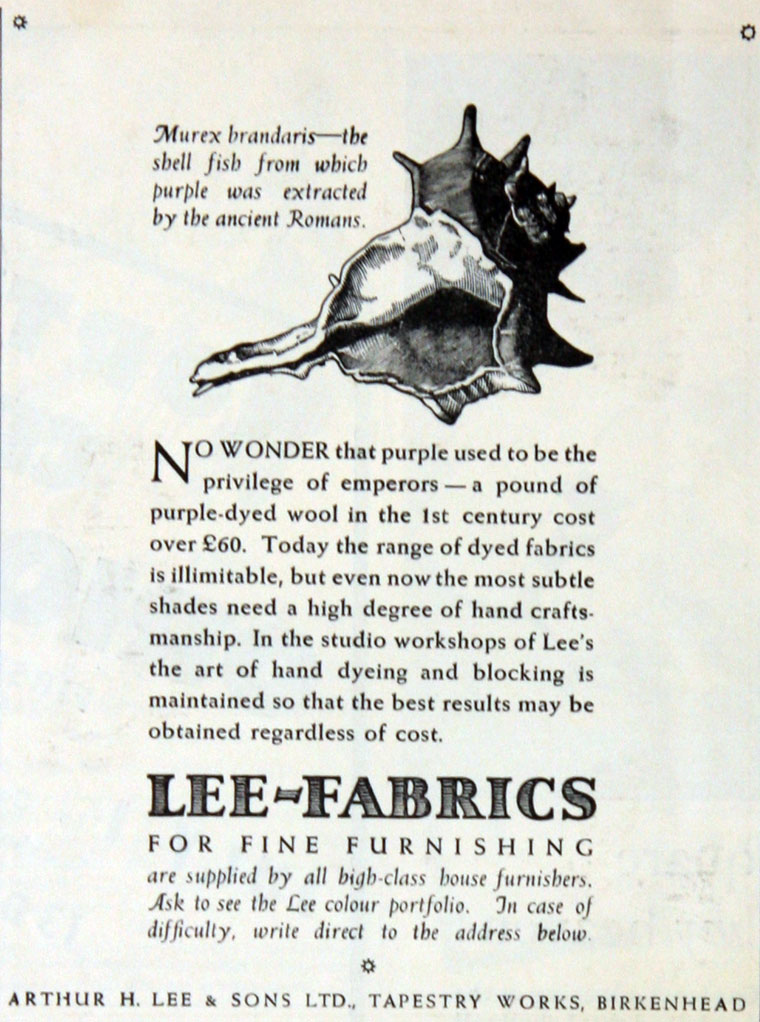 Murex brandaris—the
shell fish from which
purple was extracted
by the ancient Romans.
NO WONDER that purple used to be the
privilege of emperors — a pound of
purple-dyed wool in the 1st century cost
over £60. Today the range of dyed fabrics
is illimitable, but even now the most subtle
shades need a high degree of hand crafts-
manship. In the studio workshops of Lee's
the art of hand dyeing and blocking is
maintained so that the best results may be
obtained regardless of cost.
LEE-FABRICS
FOR FINE FURNISHING
are supplied by all high-class house furnishers.
Ask to see the Lee colour portfolio. In case of
difficulty, write direct to the address below.
ARTHUR H. LEE & SONS LTD., TAPESTRY WORKS, BIRKENHEAD